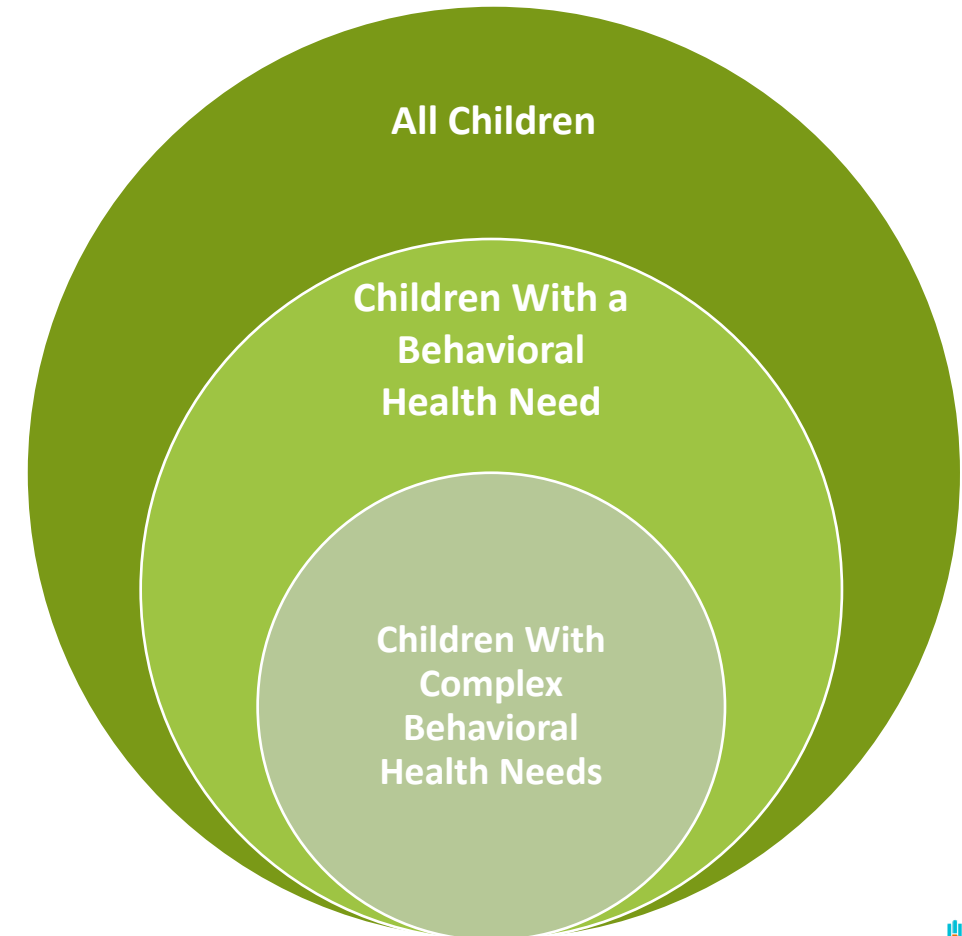 All Children
Children With a
Behavioral
Health Need
Children With
Complex
Behavioral
Health Needs